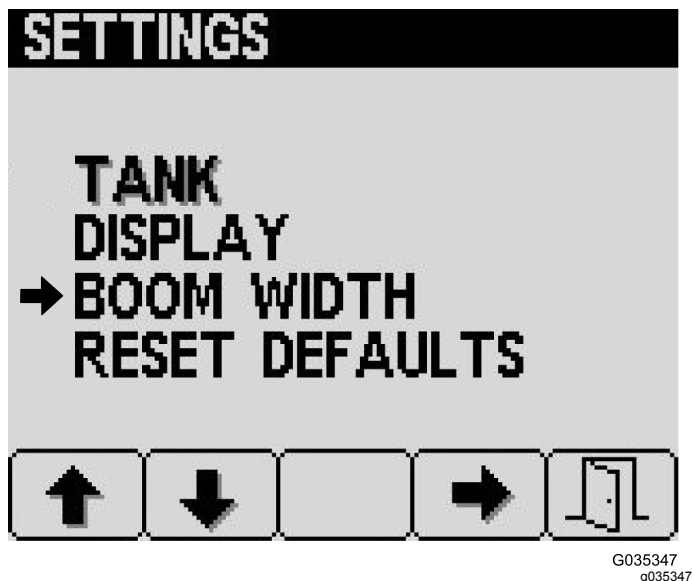 SETTINGS
TANK
DISPLAY
BOOM WIDTH
RESET DEFAULTS
G035347
g035347